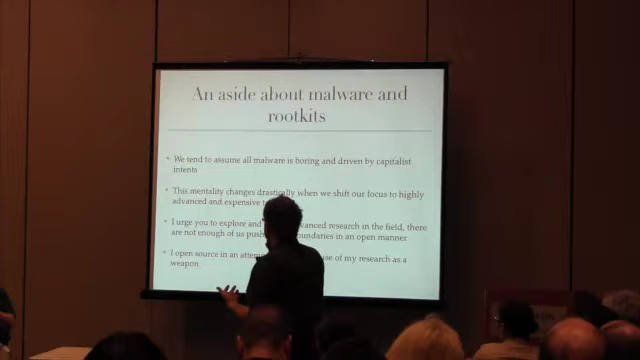 An aside about malware and
rootkits
• We tend to assume all malware is boring and driven by capitalist
intents
• This mentality changes drastically when we shift our focus to highly
advanced and expensive
• I urge you to explore and advanced research in the field, there
are not enough of us boundaries in an open manner
• I open source in an use of my research as a
weapon